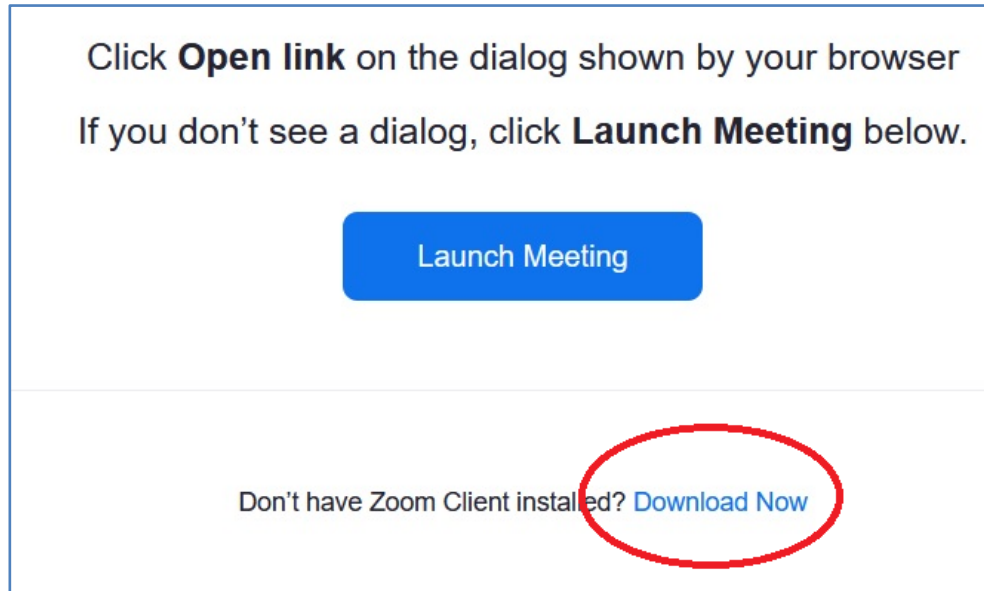 Click Open link on the dialog shown by your browser
If you don’t see a dialog, click Launch Meeting below.
Launch Meeting
Don’t have Zoom Client installed? Download Now